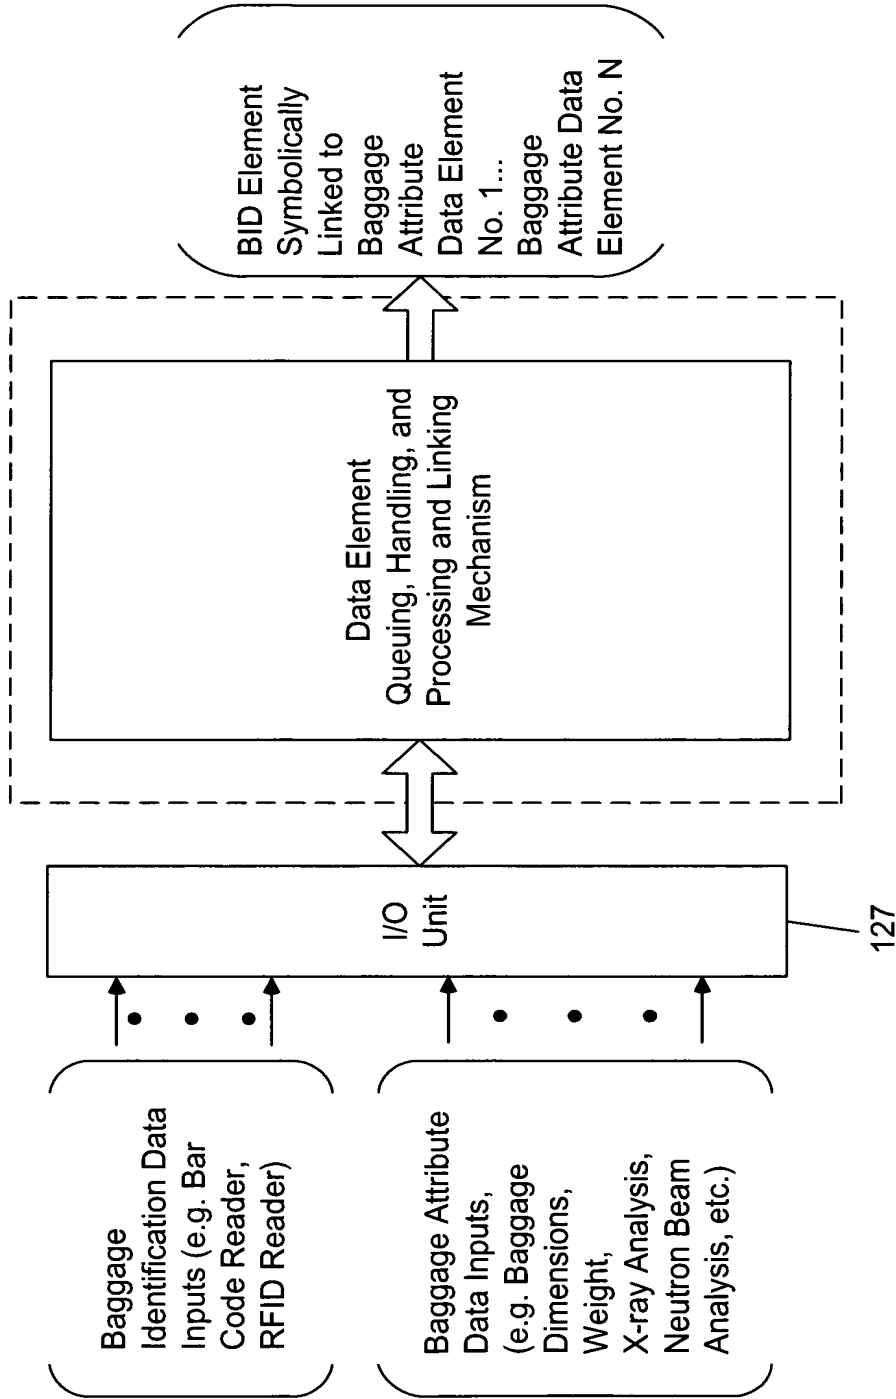 Baggage
Identification Data
Inputs (e.g. Bar
Code Reader,
RFID Reader)
Baggage Attribute
Data Inputs,
(e.g. Baggage
Dimensions,
Weight,
X-ray Analysis,
Neutron Beam
Analysis, etc.)
I/O
Unit
127
Data Element
Queuing, Handling, and
Processing and Linking
Mechanism
BID Element
Symbolically
Linked to
Baggage
Attribute
Data Element
No. 1...
Baggage
Attribute Data
Element No. N